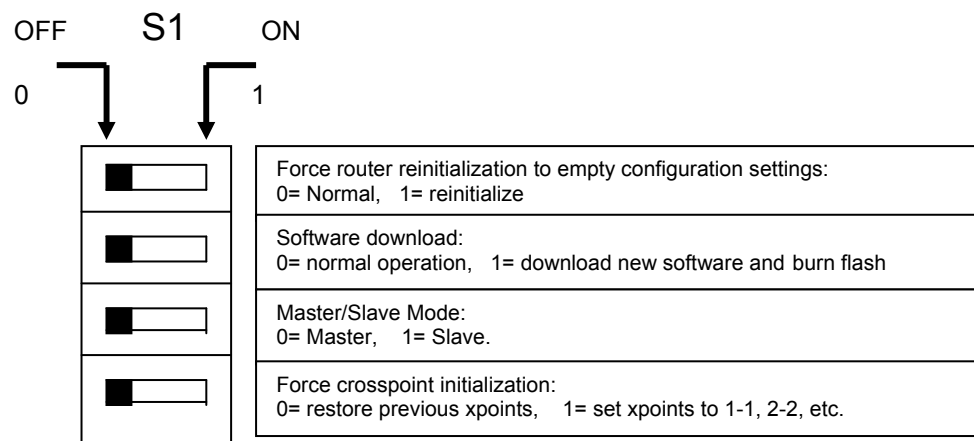 OFF S1 ON
0 1
Force router reinitialization to empty configuration settings:
0= Normal, 1= reinitialize
Software download:
0= normal operation, 1= download new software and burn flash
Master/Slave Mode:
0= Master, 1= Slave.
Force crosspoint initialization:
0= restore previous xpoints, 1= set xpoints to 1-1, 2-2, etc.